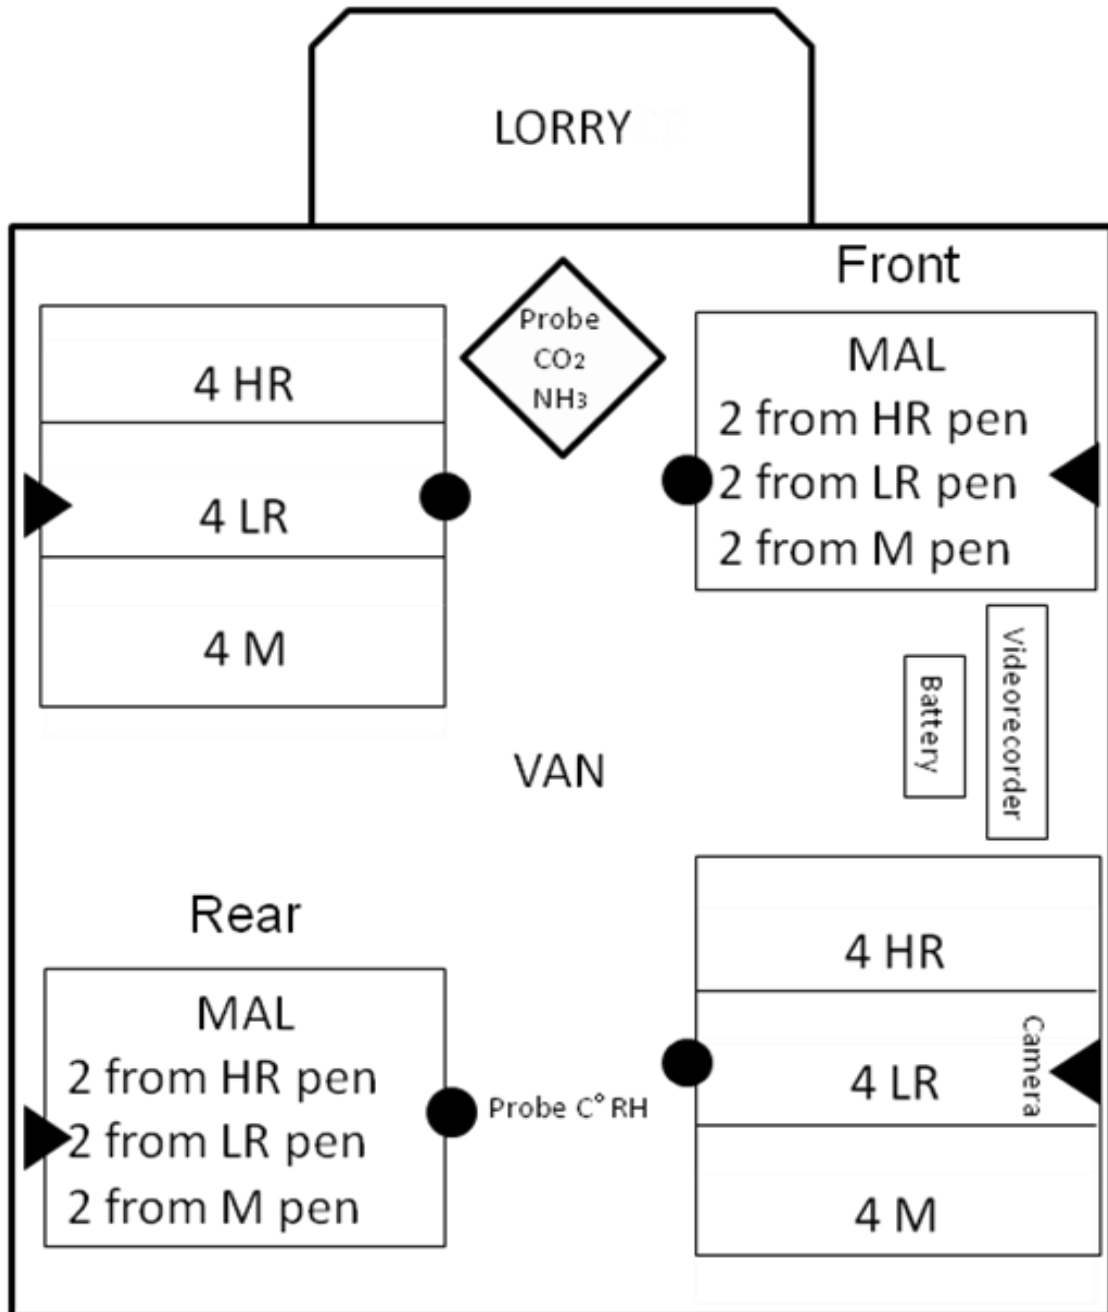 LORRY
Front
Probe
CO₂
NH₃
4 HR
4 LR
4 M
MAL
2 from HR pen
2 from LR pen
2 from M pen
Battery
Videorecorder
VAN
Rear
MAL
2 from HR pen
2 from LR pen
2 from M pen
Probe C° RH
4 HR
4 LR
4 M
Camera